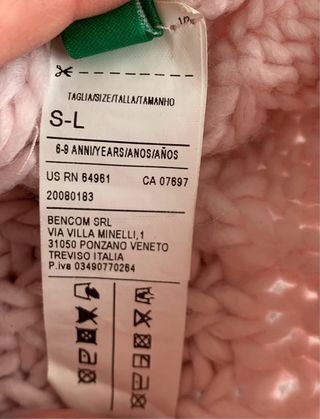 TAGLIA/SIZE/TALLA/TAMANHO
S-L
6-9 ANNI/YEARS/ANOS/AÑOS
US RN 64961 CA 07697
20080183
BENCOM SRL
VIA VILLA MINELLI,1
31050 PONZANO VENETO
TREVISO ITALIA
P.iva 03490770264